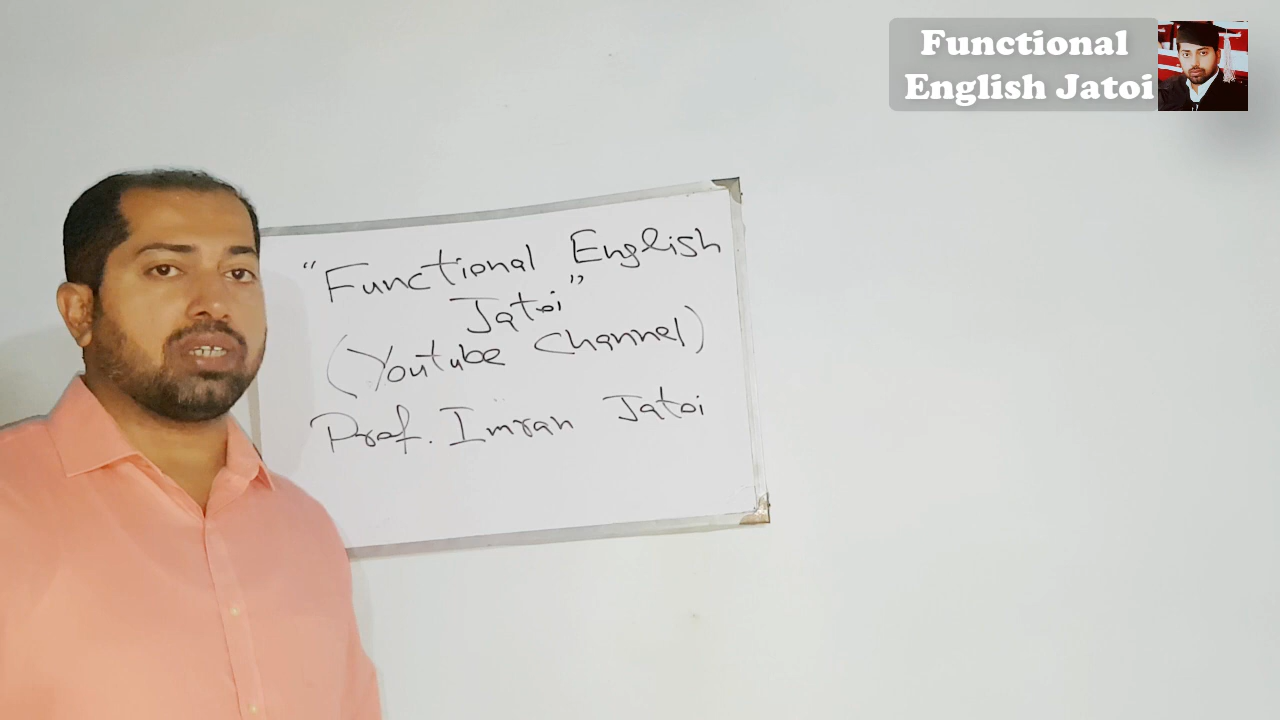 Functional
English Jatoi
"Functional English
Jatoi"
(Youtube Channel)
Prof. Imran Jatoi